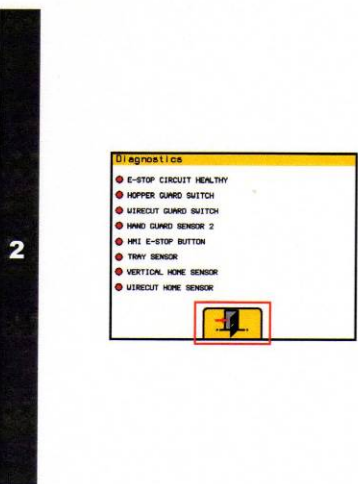 Diagnostics
E-STOP CIRCUIT HEALTHY
HOPPER GUARD SWITCH
WIRECUT GUARD SWITCH
HAND GUARD SENSOR 2
HMI E-STOP BUTTON
TRAY SENSOR
2
VERTICAL HOME SENSOR
WIRECUT HOME SENSOR